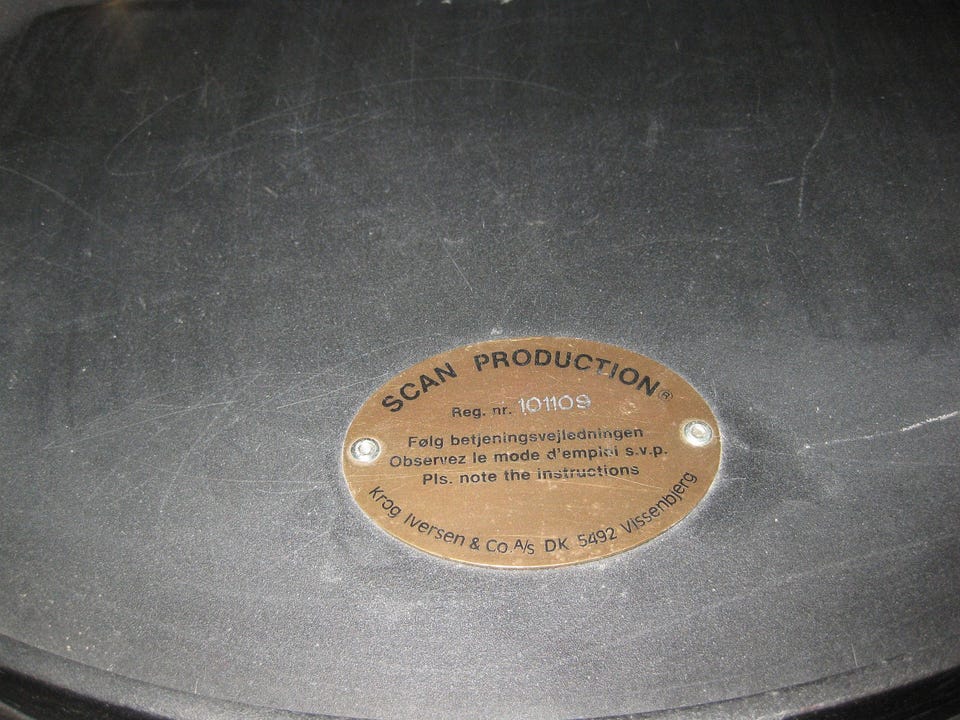 SCAN PRODUCTION®
Reg. nr. 101109
Følg betjeningsvejledningen
Observez le mode d'emploi s.v.p.
Pls. note the instructions
Krog Iversen & Co. A/s DK 5492 Vissenbjerg